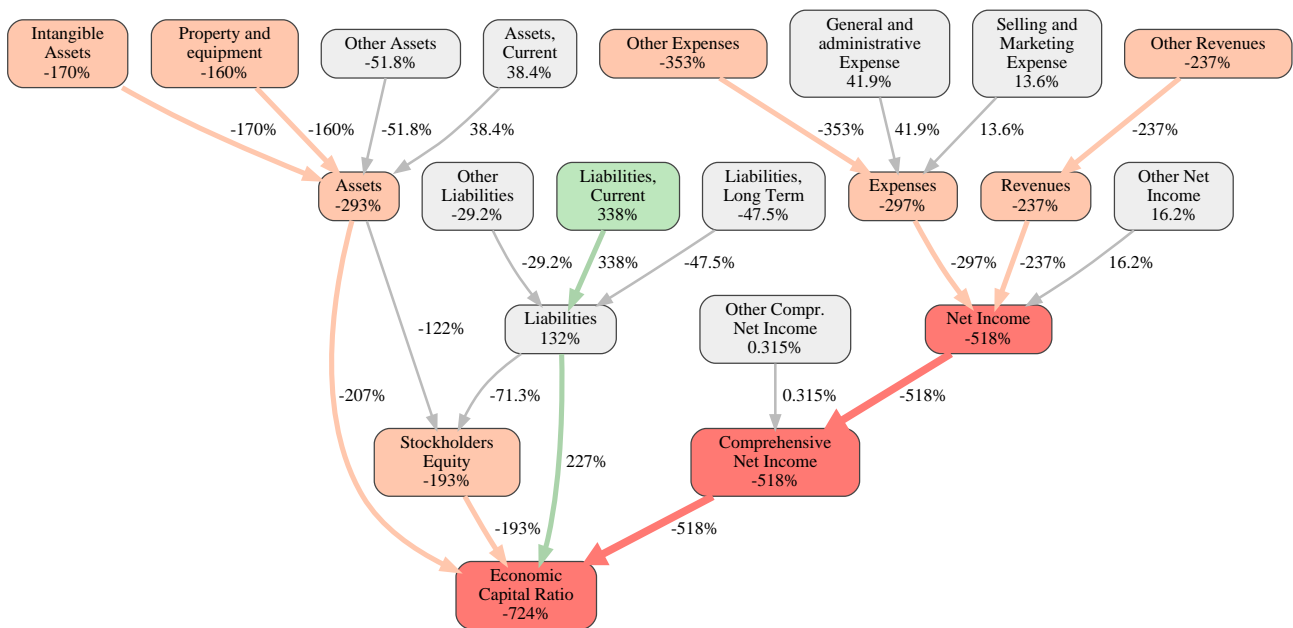 Intangible
Assets
-170%
Property and
equipment
-160%
Other Assets
-51.8%
Assets,
Current
38.4%
Other Expenses
-353%
General and
administrative
Expense
41.9%
Selling and
Marketing
Expense
13.6%
Other Revenues
-237%
-170%
-160%
-51.8%
38.4%
-353%
41.9%
13.6%
-237%
Assets
-293%
Other
Liabilities
-29.2%
Liabilities,
Current
338%
Liabilities,
Long Term
-47.5%
Expenses
-297%
Revenues
-237%
Other Net
Income
16.2%
-29.2%
338%
-47.5%
-297%
-237%
16.2%
-122%
Liabilities
132%
Other Compr.
Net Income
0.315%
Net Income
-518%
-207%
-71.3%
0.315%
-518%
Stockholders
Equity
-193%
227%
Comprehensive
Net Income
-518%
-193%
-518%
Economic
Capital Ratio
-724%